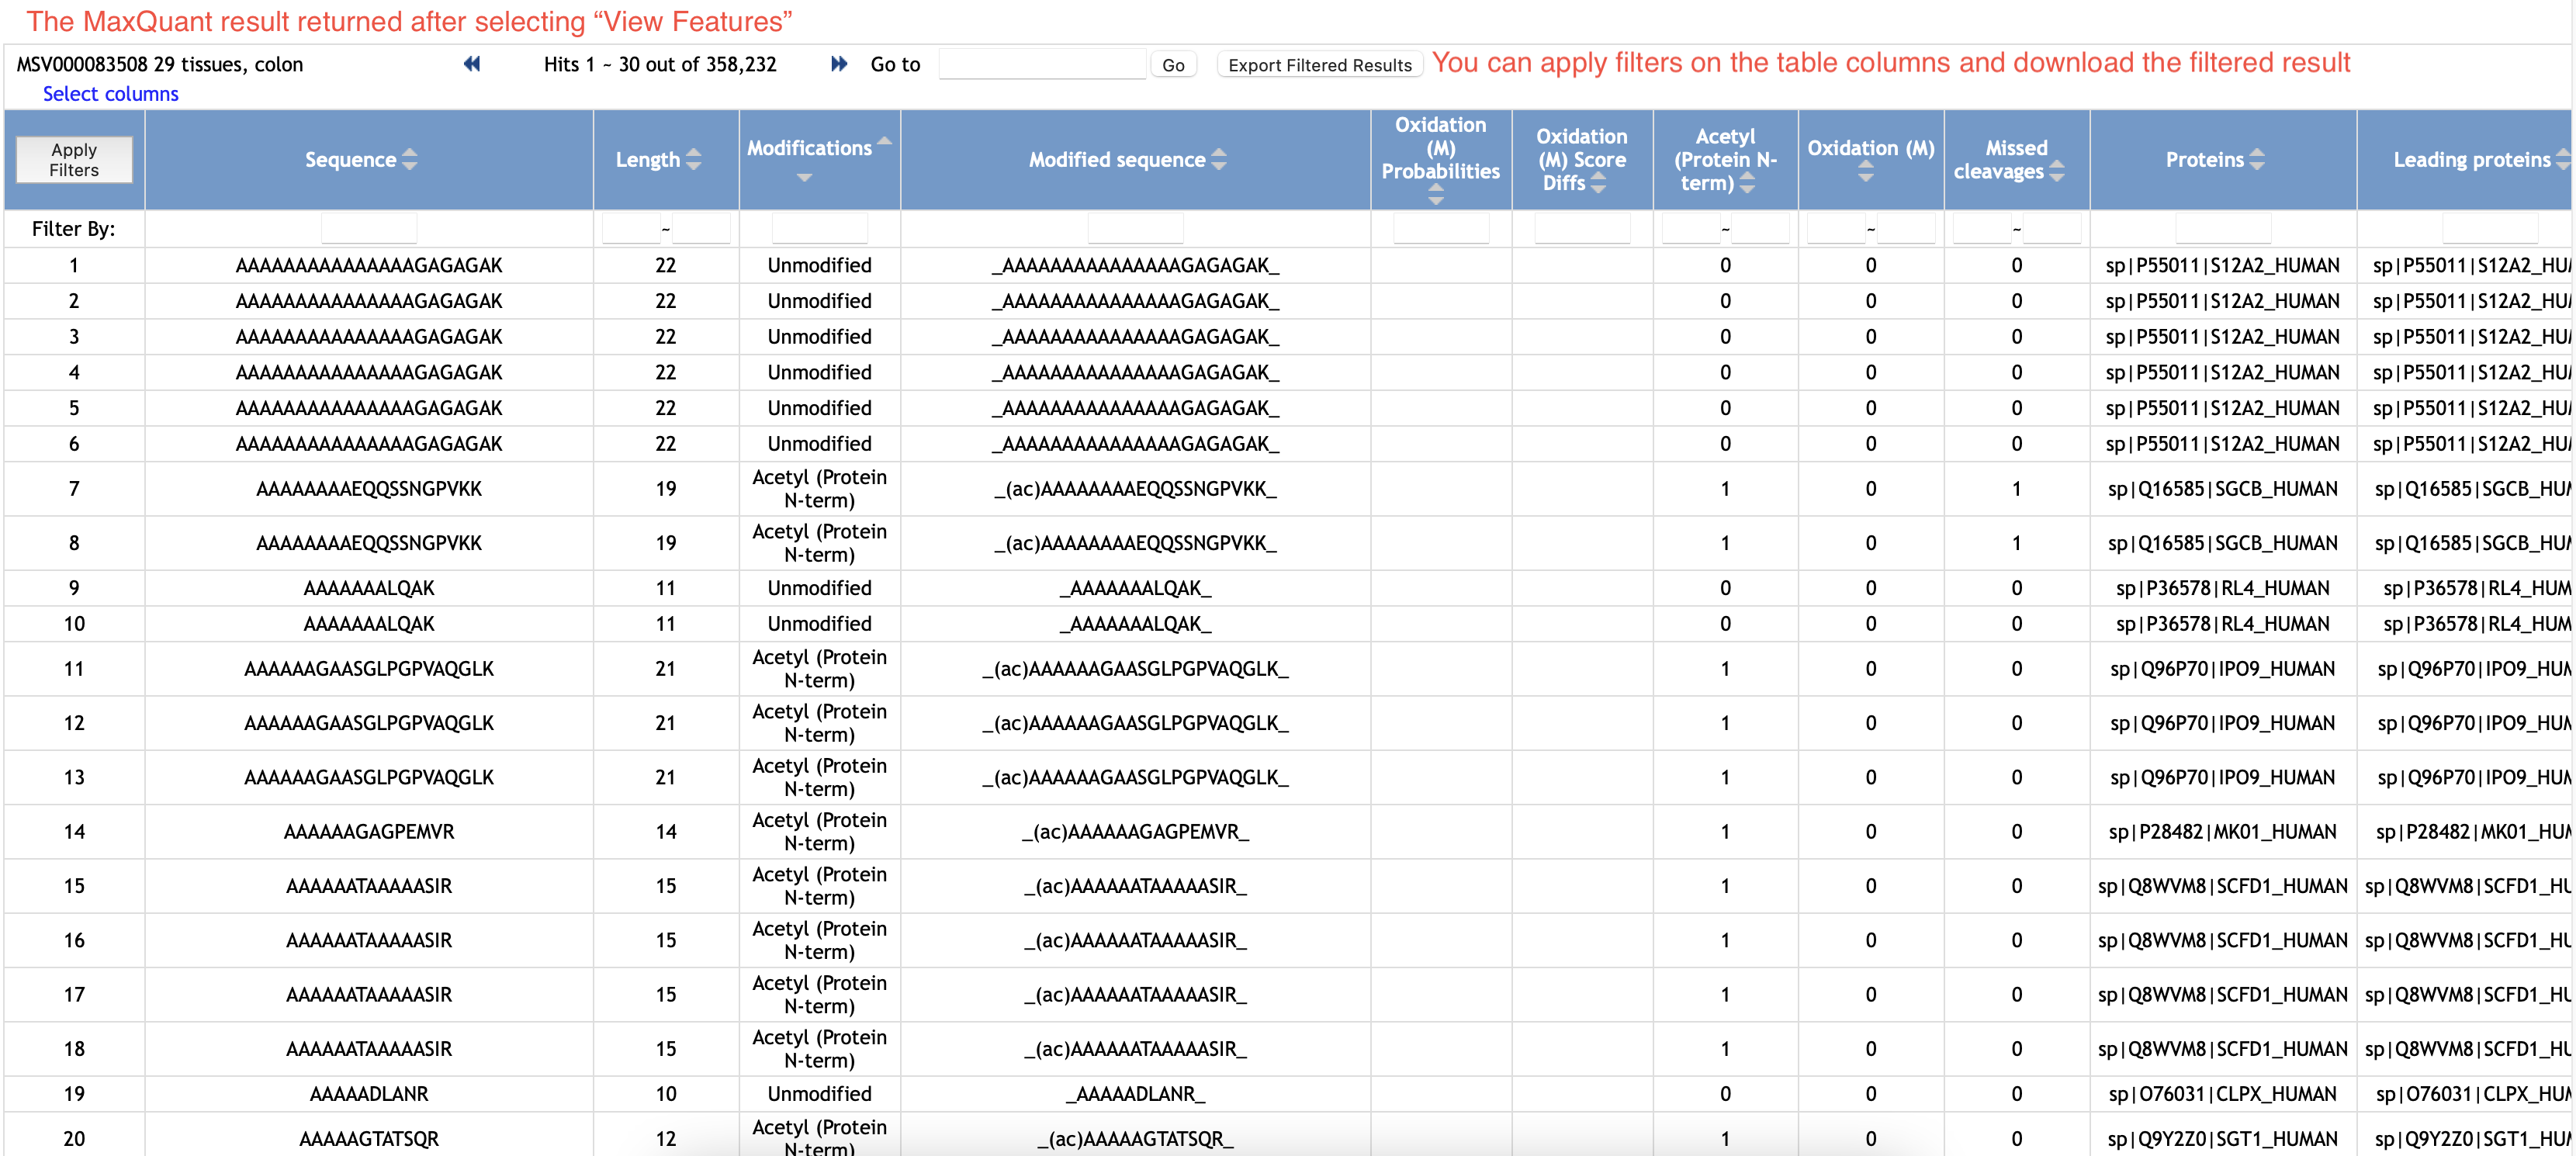 The MaxQuant result returned after selecting “View Features”
MSV000083508 29 tissues, colon Hits 1 ~ 30 out of 358,232 Go to Go Export Filtered Results You can apply filters on the table columns and download the filtered result
Select columns
Apply Filters Sequence Length Modifications Modified sequence Oxidation (M) Probabilities Oxidation (M) Score Diffs Acetyl (Protein N-term) Oxidation (M) Missed cleavages Proteins Leading proteins
Filter By: ~ ~ ~ ~
1 AAAAAAAAAAAAAAAGAGAGAK 22 Unmodified _AAAAAAAAAAAAAAAGAGAGAK_ 0 0 0 sp|P55011|S12A2_HUMAN sp|P55011|S12A2_HU
2 AAAAAAAAAAAAAAAGAGAGAK 22 Unmodified _AAAAAAAAAAAAAAAGAGAGAK_ 0 0 0 sp|P55011|S12A2_HUMAN sp|P55011|S12A2_HU
3 AAAAAAAAAAAAAAAGAGAGAK 22 Unmodified _AAAAAAAAAAAAAAAGAGAGAK_ 0 0 0 sp|P55011|S12A2_HUMAN sp|P55011|S12A2_HU
4 AAAAAAAAAAAAAAAGAGAGAK 22 Unmodified _AAAAAAAAAAAAAAAGAGAGAK_ 0 0 0 sp|P55011|S12A2_HUMAN sp|P55011|S12A2_HU
5 AAAAAAAAAAAAAAAGAGAGAK 22 Unmodified _AAAAAAAAAAAAAAAGAGAGAK_ 0 0 0 sp|P55011|S12A2_HUMAN sp|P55011|S12A2_HU
6 AAAAAAAAAAAAAAAGAGAGAK 22 Unmodified _AAAAAAAAAAAAAAAGAGAGAK_ 0 0 0 sp|P55011|S12A2_HUMAN sp|P55011|S12A2_HU
7 AAAAAAAAEQQSSNGPVKK 19 Acetyl (Protein N-term) _(ac)AAAAAAAAEQQSSNGPVKK_ 1 0 1 sp|Q16585|SGCB_HUMAN sp|Q16585|SGCB_HU
8 AAAAAAAAEQQSSNGPVKK 19 Acetyl (Protein N-term) _(ac)AAAAAAAAEQQSSNGPVKK_ 1 0 1 sp|Q16585|SGCB_HUMAN sp|Q16585|SGCB_HU
9 AAAAAAALQAK 11 Unmodified _AAAAAAALQAK_ 0 0 0 sp|P36578|RL4_HUMAN sp|P36578|RL4_HUM
10 AAAAAAALQAK 11 Unmodified _AAAAAAALQAK_ 0 0 0 sp|P36578|RL4_HUMAN sp|P36578|RL4_HUM
11 AAAAAAGAASGLPGPVAQGLK 21 Acetyl (Protein N-term) _(ac)AAAAAAGAASGLPGPVAQGLK_ 1 0 0 sp|Q96P70|IPO9_HUMAN sp|Q96P70|IPO9_HU
12 AAAAAAGAASGLPGPVAQGLK 21 Acetyl (Protein N-term) _(ac)AAAAAAGAASGLPGPVAQGLK_ 1 0 0 sp|Q96P70|IPO9_HUMAN sp|Q96P70|IPO9_HU
13 AAAAAAGAASGLPGPVAQGLK 21 Acetyl (Protein N-term) _(ac)AAAAAAGAASGLPGPVAQGLK_ 1 0 0 sp|Q96P70|IPO9_HUMAN sp|Q96P70|IPO9_HU
14 AAAAAAGAGPEMVR 14 Acetyl (Protein N-term) _(ac)AAAAAAGAGPEMVR_ 1 0 0 sp|P28482|MK01_HUMAN sp|P28482|MK01_HU
15 AAAAAATAAAAASIR 15 Acetyl (Protein N-term) _(ac)AAAAAATAAAAASIR_ 1 0 0 sp|Q8WVM8|SCFD1_HUMAN sp|Q8WVM8|SCFD1_HU
16 AAAAAATAAAAASIR 15 Acetyl (Protein N-term) _(ac)AAAAAATAAAAASIR_ 1 0 0 sp|Q8WVM8|SCFD1_HUMAN sp|Q8WVM8|SCFD1_HU
17 AAAAAATAAAAASIR 15 Acetyl (Protein N-term) _(ac)AAAAAATAAAAASIR_ 1 0 0 sp|Q8WVM8|SCFD1_HUMAN sp|Q8WVM8|SCFD1_HU
18 AAAAAATAAAAASIR 15 Acetyl (Protein N-term) _(ac)AAAAAATAAAAASIR_ 1 0 0 sp|Q8WVM8|SCFD1_HUMAN sp|Q8WVM8|SCFD1_HU
19 AAAAADLANR 10 Unmodified _AAAAADLANR_ 0 0 0 sp|O76031|CLPX_HUMAN sp|O76031|CLPX_HU
20 AAAAAGTATSQR 12 Acetyl (Protein N-term) _(ac)AAAAAGTATSQR_ 1 0 0 sp|Q9Y2Z0|SGT1_HUMAN sp|Q9Y2Z0|SGT1_HU